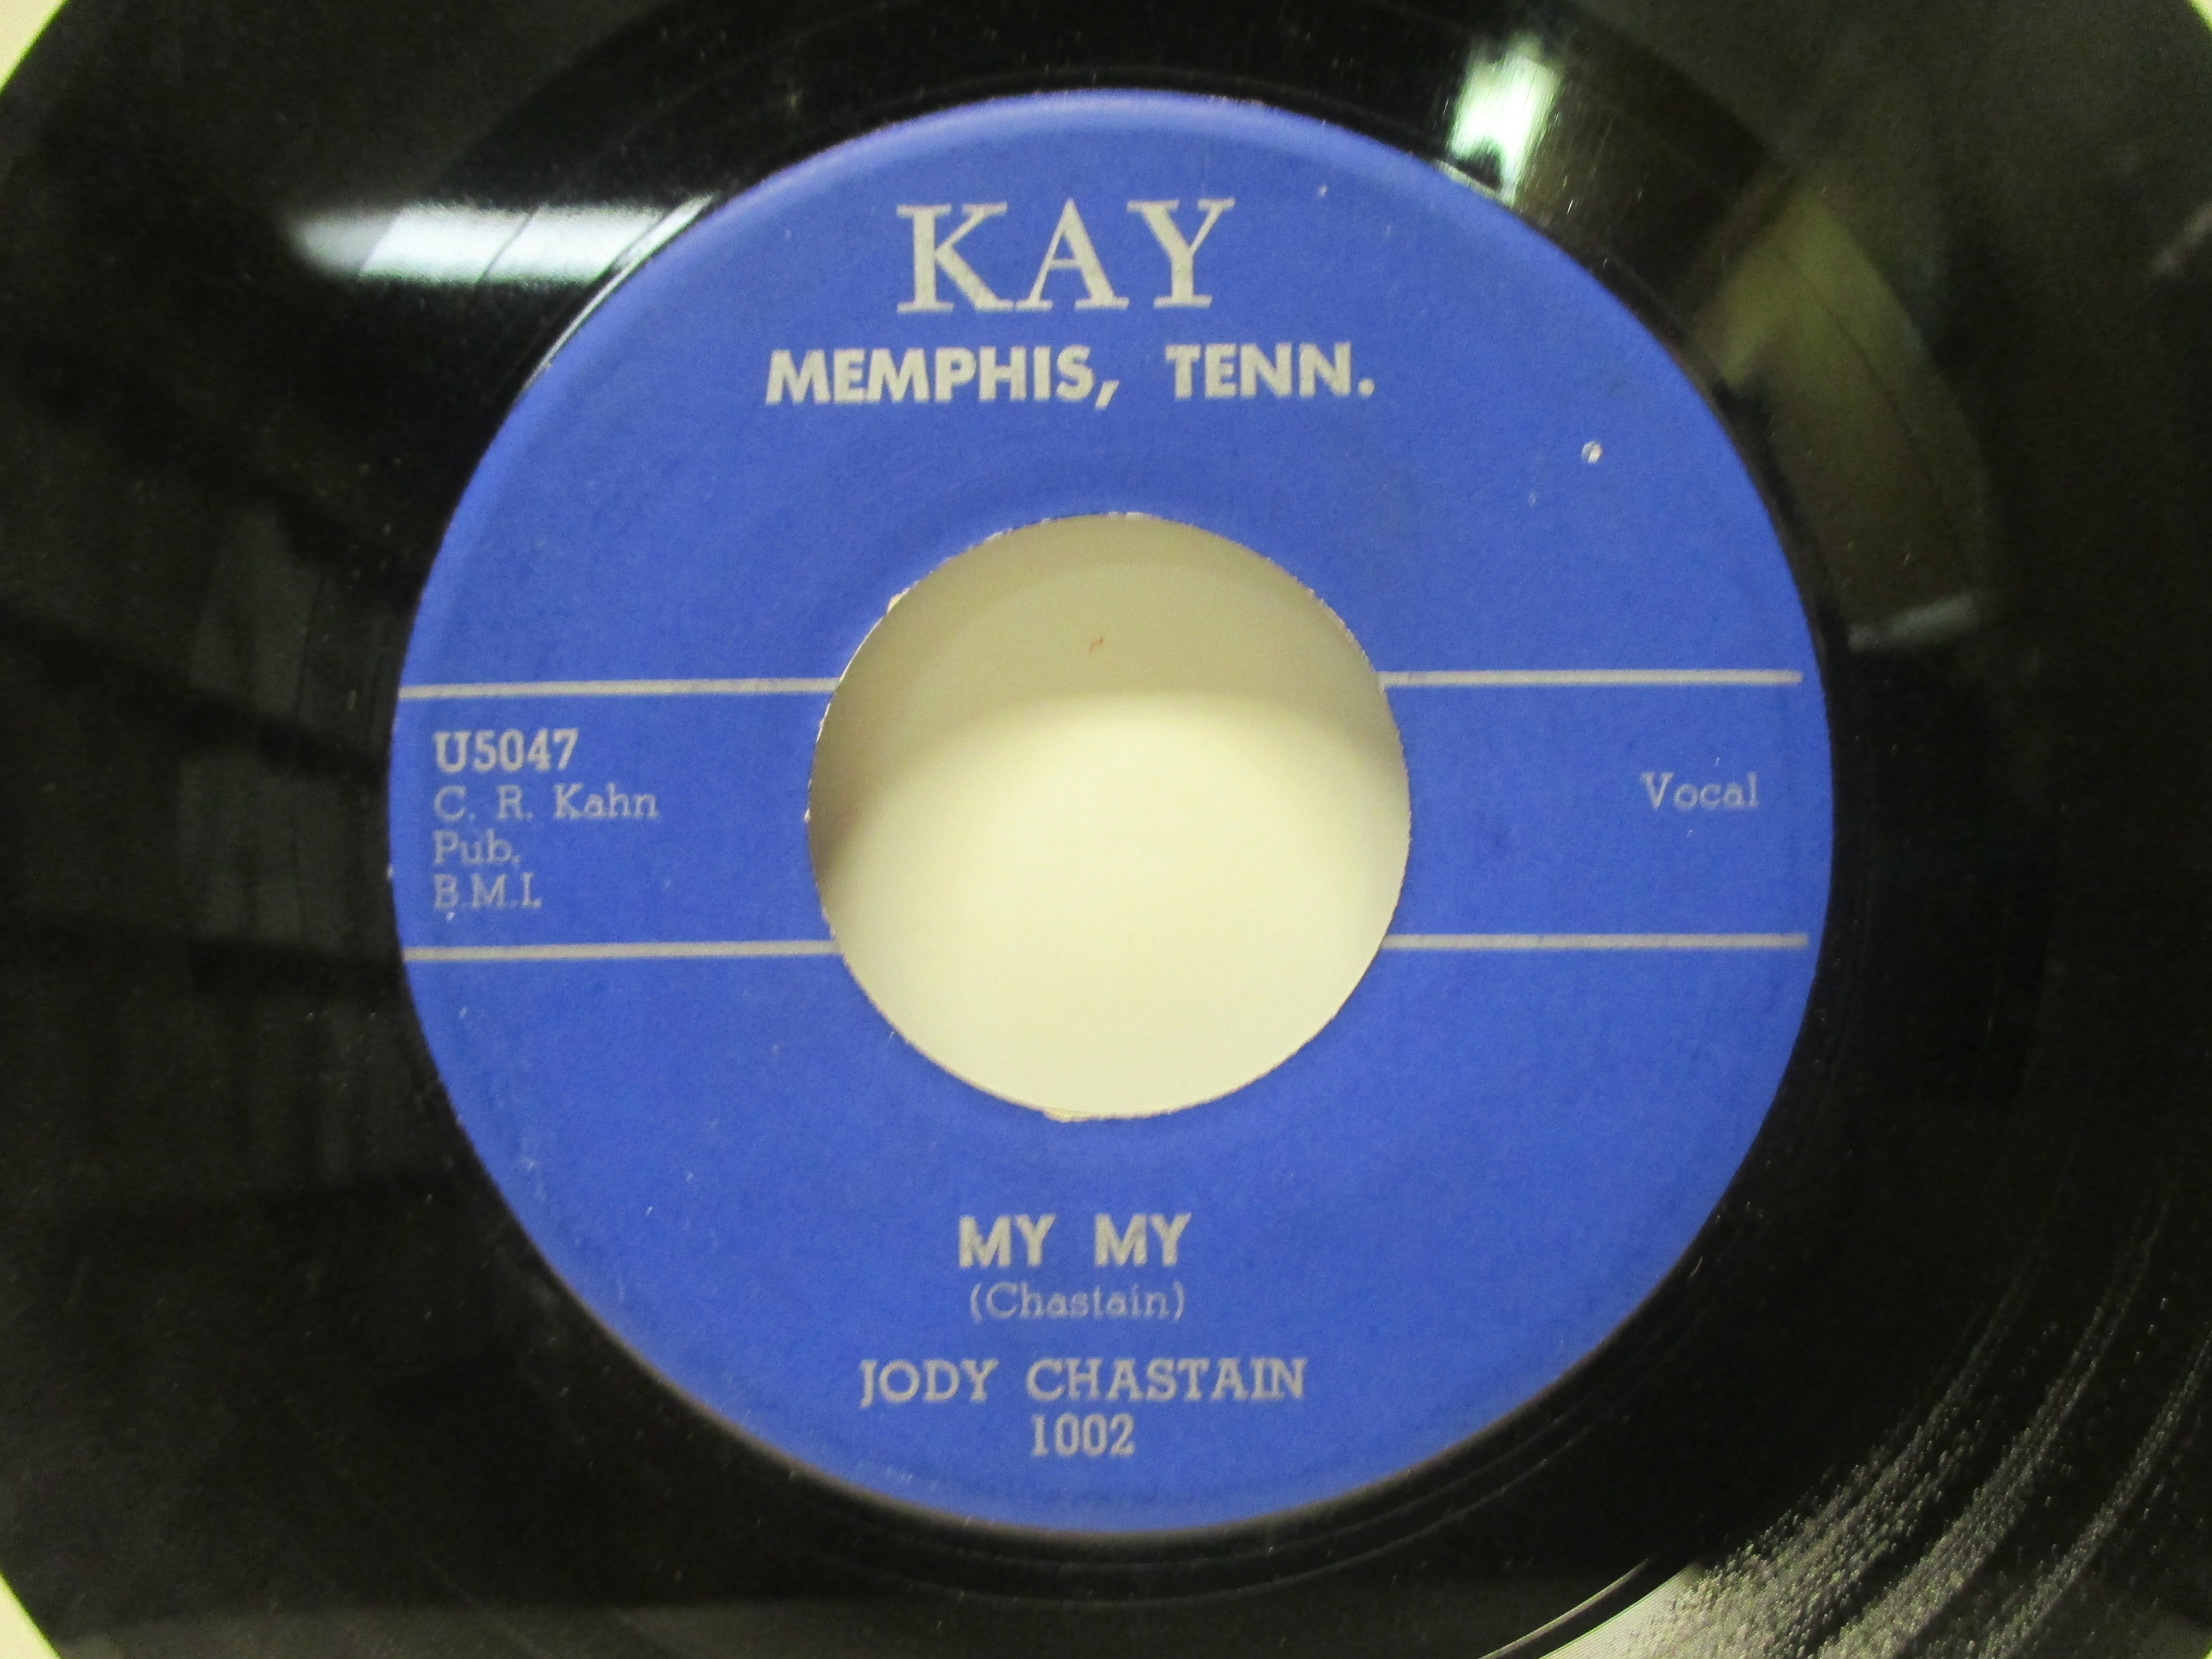 KAY
MEMPHIS, TENN.
U5047
C. R. Kahn
Pub.
B.M.I.
Vocal
MY MY
(Chastain)
JODY CHASTAIN
1002